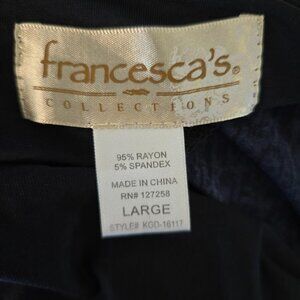 francesca's®
COLLECTIONS
95% RAYON
5% SPANDEX
MADE IN CHINA
RN# 127258
LARGE
STYLE# KGD-16117